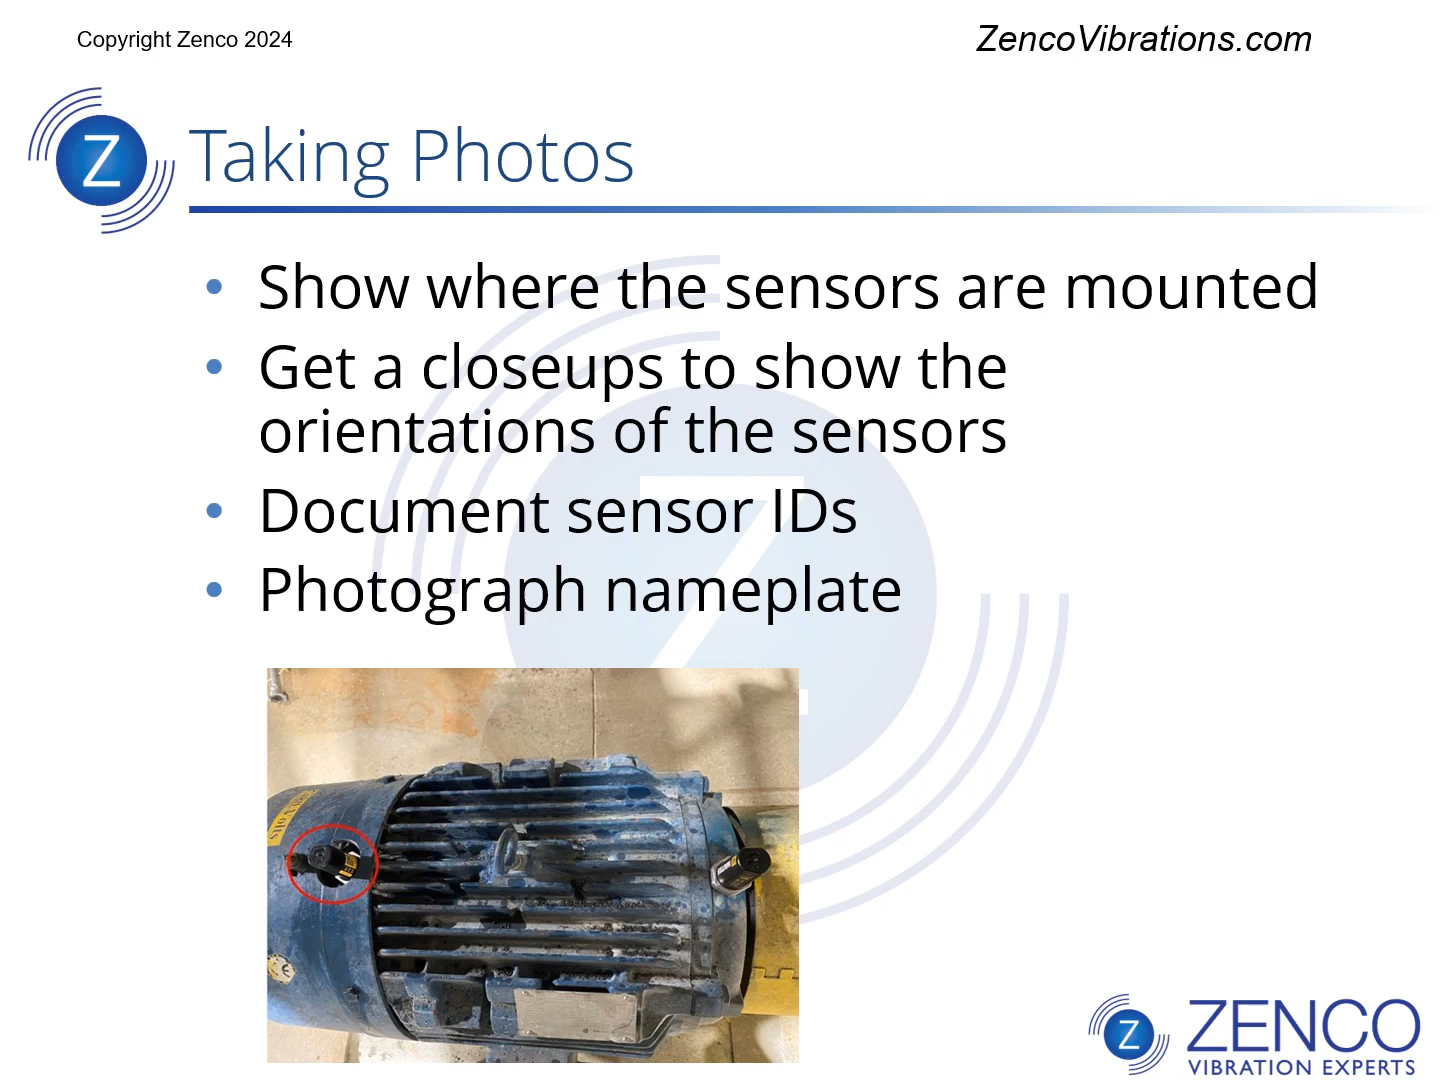 Copyright Zenco 2024
ZencoVibrations.com
Z
Taking Photos
• Show where the sensors are mounted
• Get a closeups to show the
orientations of the sensors
• Document sensor IDs
• Photograph nameplate
Z
ZENCO
VIBRATION EXPERTS